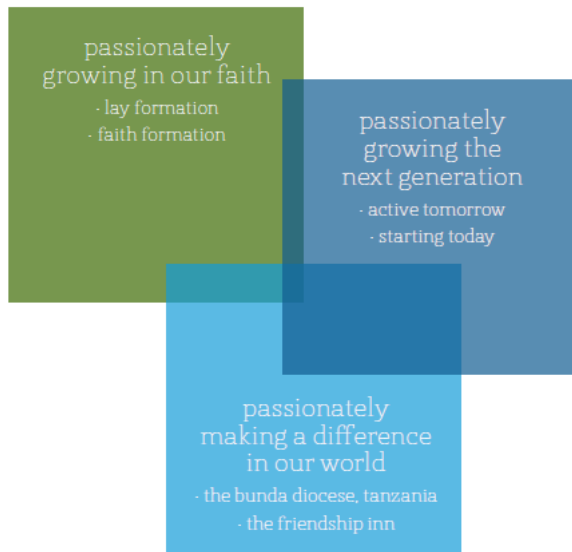 passionately
growing in our faith
· lay formation
· faith formation
passionately
growing the
next generation
· active tomorrow
· starting today
passionately
making a difference
in our world
· the bunda diocese, tanzania
· the friendship inn